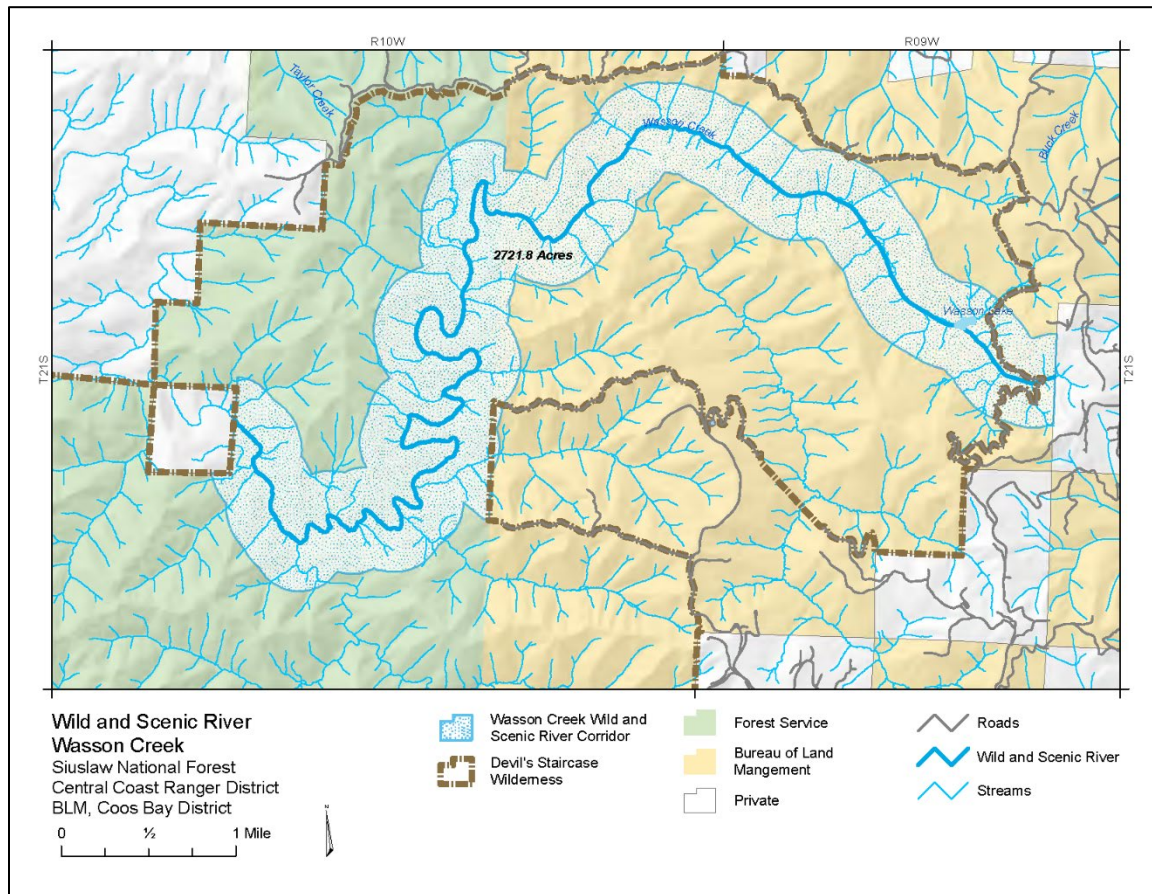 R10W
R09W
Taylor Creek
Wasson Creek
Buck Creek
2721.8 Acres
Wasson Lake
T21S
T21S
Wild and Scenic River
Wasson Creek
Siuslaw National Forest
Central Coast Ranger District
BLM, Coos Bay District
0 ½ 1 Mile
N
Wasson Creek Wild and
Scenic River Corridor
Devil's Staircase
Wilderness
Forest Service
Bureau of Land
Mangement
Private
Roads
Wild and Scenic River
Streams